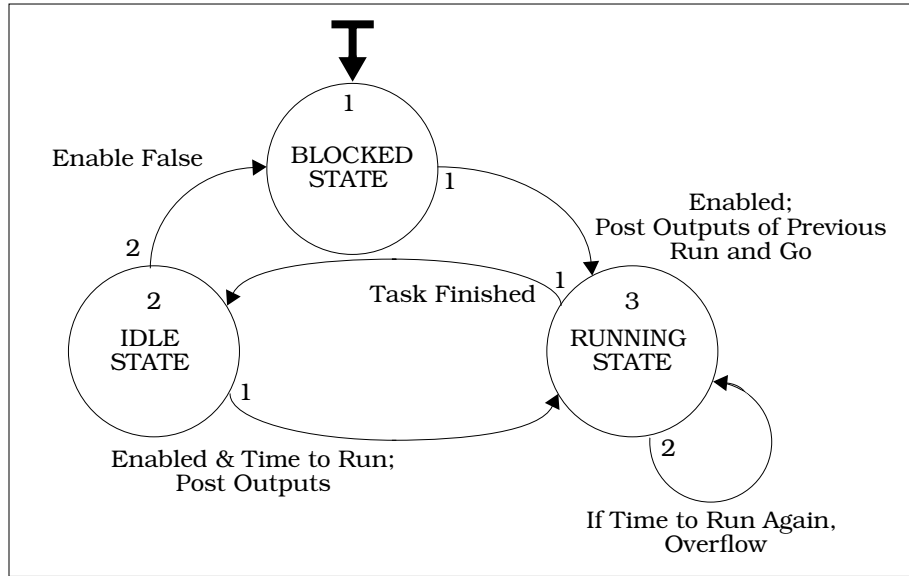 1
BLOCKED
STATE
Enable False
1
Enabled;
Post Outputs of Previous
Run and Go
2
1
Task Finished
2
IDLE
STATE
3
RUNNING
STATE
1
2
Enabled & Time to Run;
Post Outputs
If Time to Run Again,
Overflow